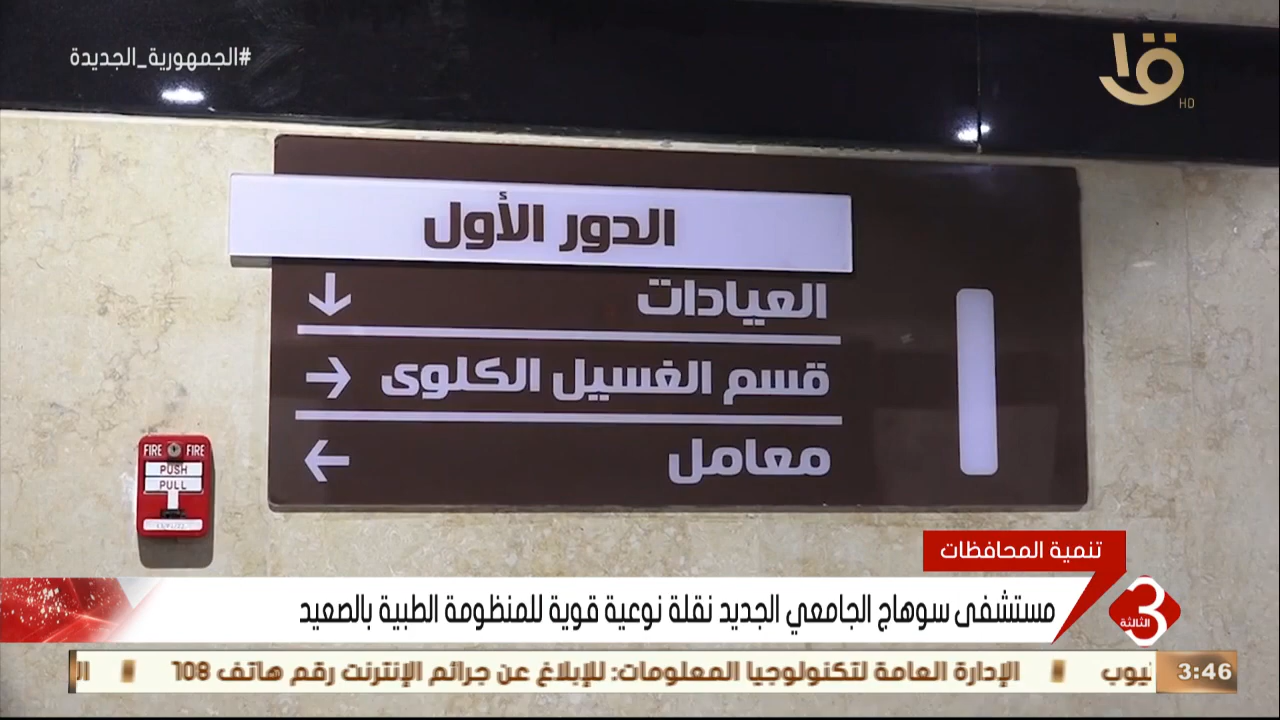 #الجمهورية_الجديدة
HD
الدور الأول
العيادات
قسم الغسيل الكلوى
معامل
FIRE FIRE
PUSH
PULL
تنمية المحافظات
مستشفى سوهاج الجامعي الجديد نقلة نوعية قوية للمنظومة الطبية بالصعيد
3 الثالثة
الإدارة العامة لتكنولوجيا المعلومات: للإبلاغ عن جرائم الإنترنت رقم هاتف 108
3:46